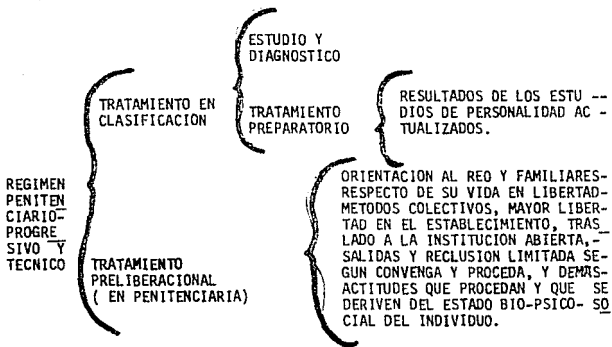 REGIMEN
PENITEN
CIARIO-
PROGRE
SIVO Y
TECNICO
TRATAMIENTO EN
CLASIFICACION
ESTUDIO Y
DIAGNOSTICO
TRATAMIENTO
PREPARATORIO
RESULTADOS DE LOS ESTU --
DIOS DE PERSONALIDAD AC -
TUALIZADOS.
TRATAMIENTO
PRELIBERACIONAL
( EN PENITENCIARIA)
ORIENTACION AL REO Y FAMILIARES-
RESPECTO DE SU VIDA EN LIBERTAD-
METODOS COLECTIVOS, MAYOR LIBER-
TAD EN EL ESTABLECIMIENTO, TRAS
LADO A LA INSTITUCION ABIERTA,-
SALIDAS Y RECLUSION LIMITADA SE-
GUN CONVENGA Y PROCEDA, Y DEMAS-
ACTITUDES QUE PROCEDAN Y QUE SE
DERIVEN DEL ESTADO BIO-PSICO- SO
CIAL DEL INDIVIDUO.